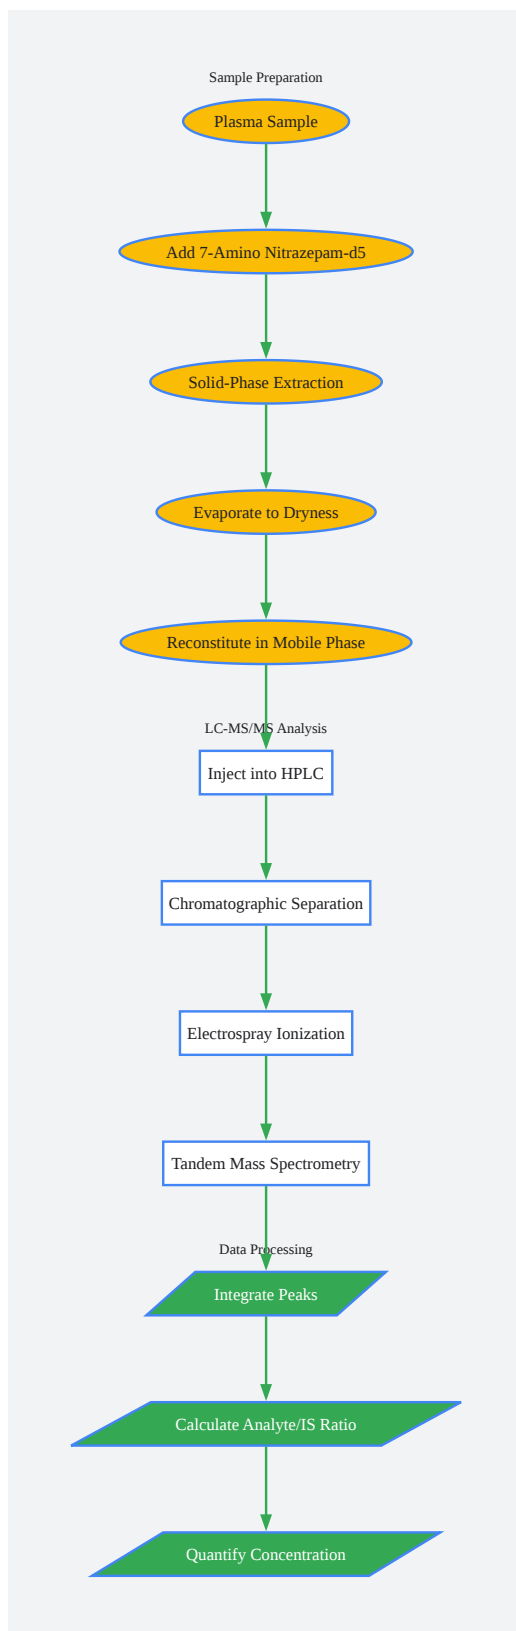 Sample Preparation
Plasma Sample
Add 7-Amino Nitrazepam-d5
Solid-Phase Extraction
Evaporate to Dryness
Reconstitute in Mobile Phase
LC-MS/MS Analysis
Inject into HPLC
Chromatographic Separation
Electrospray Ionization
Tandem Mass Spectrometry
Data Processing
Integrate Peaks
Calculate Analyte/IS Ratio
Quantify Concentration